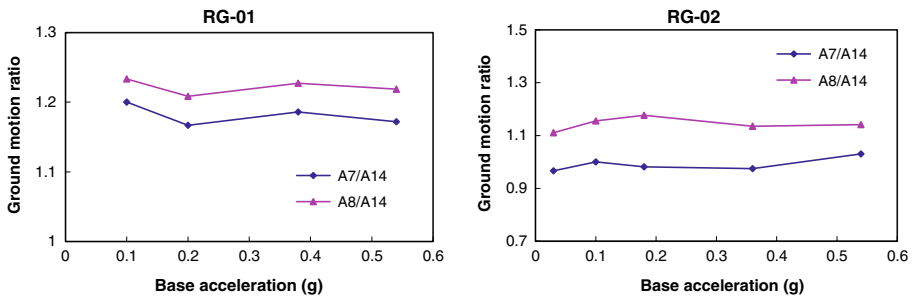 RG-01
Ground motion ratio
1.3
1.2
1.1
1
A7/A14
A8/A14
0 0.1 0.2 0.3 0.4 0.5 0.6
Base acceleration (g)
RG-02
Ground motion ratio
1.5
1.3
1.1
0.9
0.7
A7/A14
A8/A14
0 0.1 0.2 0.3 0.4 0.5 0.6
Base acceleration (g)